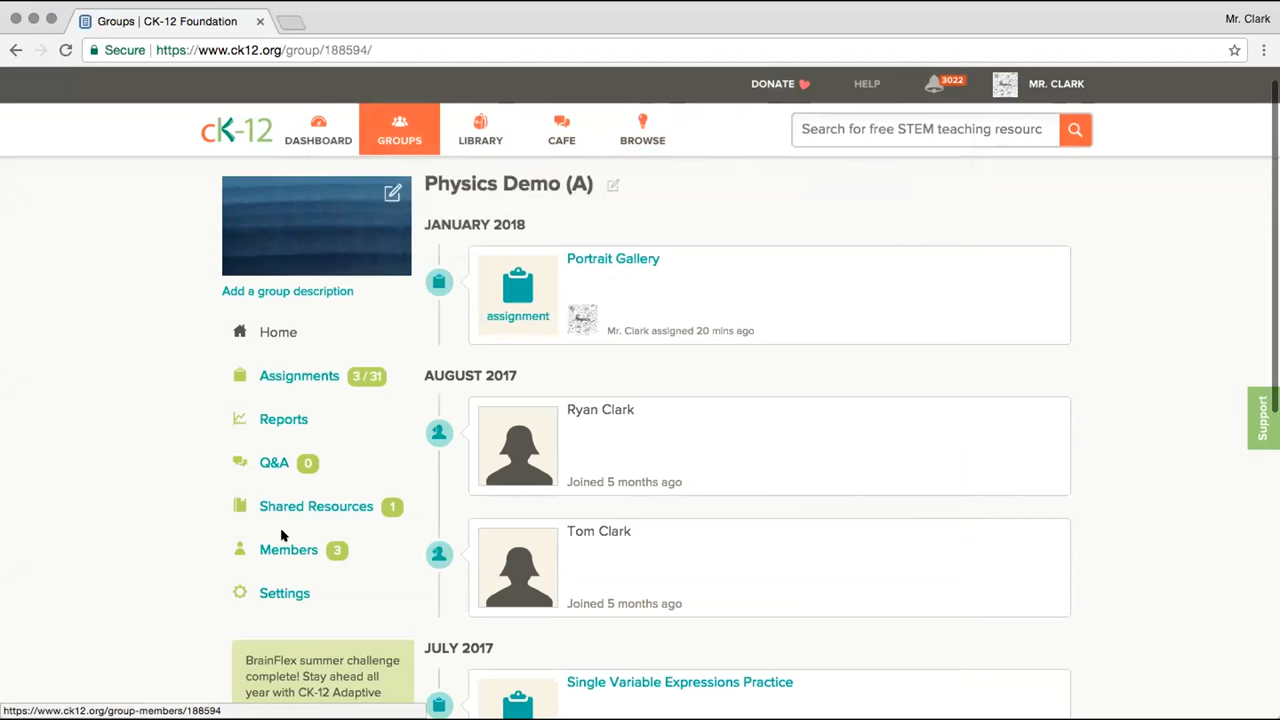 Groups | CK-12 Foundation
Mr. Clark
Secure https://www.ck12.org/group/188594/
DONATE HELP 3022 MR. CLARK
cK-12
DASHBOARD GROUPS LIBRARY CAFE BROWSE
Search for free STEM teaching resourc
Physics Demo (A)
JANUARY 2018
Portrait Gallery
assignment
Mr. Clark assigned 20 mins ago
Add a group description
Home
Assignments 3 / 31
Reports
Q&A 0
Shared Resources 1
Members 3
Settings
AUGUST 2017
Ryan Clark
Joined 5 months ago
Tom Clark
Joined 5 months ago
JULY 2017
Single Variable Expressions Practice
BrainFlex summer challenge
complete! Stay ahead all
year with CK-12 Adaptive
Support
https://www.ck12.org/group-members/188594